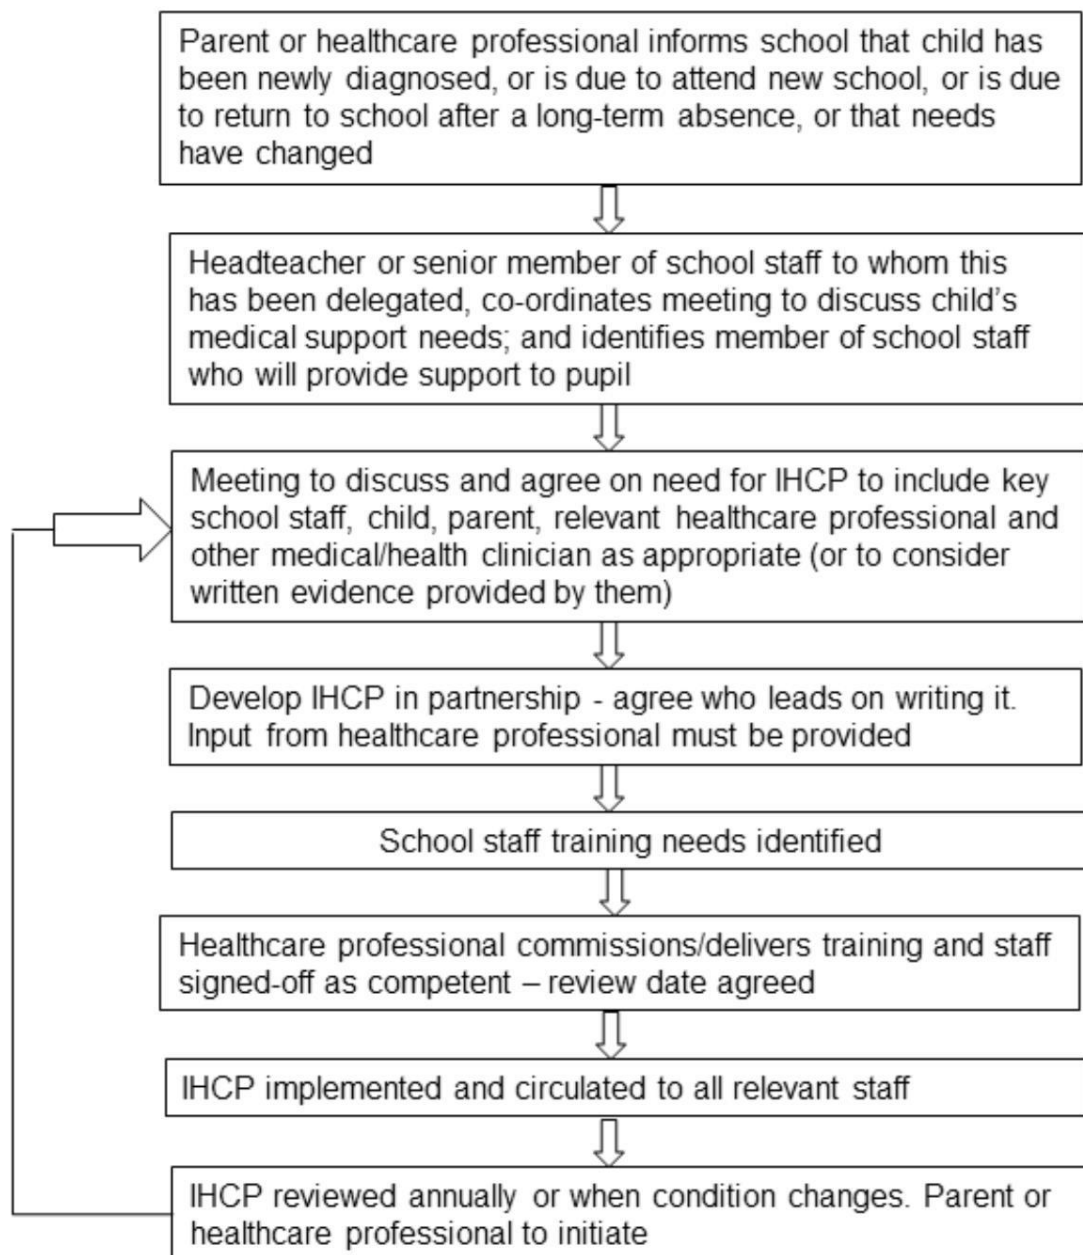 Parent or healthcare professional informs school that child has
been newly diagnosed, or is due to attend new school, or is due
to return to school after a long-term absence, or that needs
have changed
Headteacher or senior member of school staff to whom this
has been delegated, co-ordinates meeting to discuss child’s
medical support needs; and identifies member of school staff
who will provide support to pupil
Meeting to discuss and agree on need for IHCP to include key
school staff, child, parent, relevant healthcare professional and
other medical/health clinician as appropriate (or to consider
written evidence provided by them)
Develop IHCP in partnership - agree who leads on writing it.
Input from healthcare professional must be provided
School staff training needs identified
Healthcare professional commissions/delivers training and staff
signed-off as competent – review date agreed
IHCP implemented and circulated to all relevant staff
IHCP reviewed annually or when condition changes. Parent or
healthcare professional to initiate